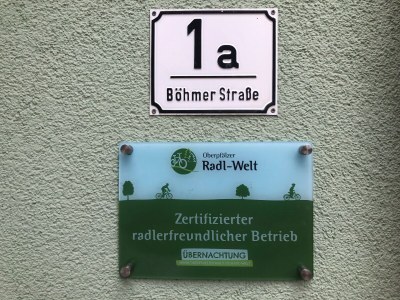 1a
Böhmer Straße
Oberpfälzer
Radl-Welt
Zertifizierter
radlerfreundlicher Betrieb
ÜBERNACHTUNG